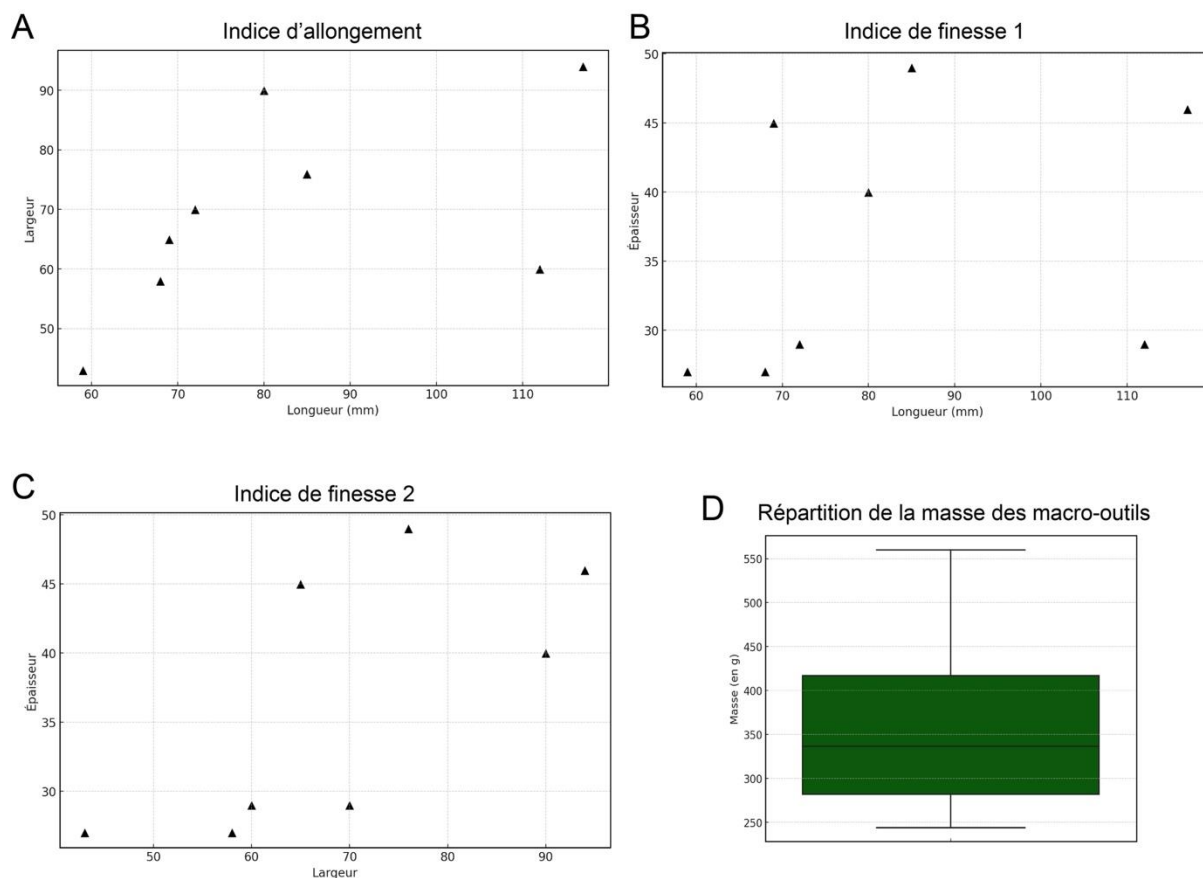 A
Indice d'allongement
90
80
70
60
50
Largeur
60
70
80
90
100
110
Longueur (mm)
B
Indice de finesse 1
50
45
40
35
30
Épaisseur
60
70
80
90
100
110
Longueur (mm)
C
Indice de finesse 2
50
45
40
35
30
Épaisseur
50
60
70
80
90
Largeur
D
Répartition de la masse des macro-outils
550
500
450
400
350
300
250
Masse (en g)